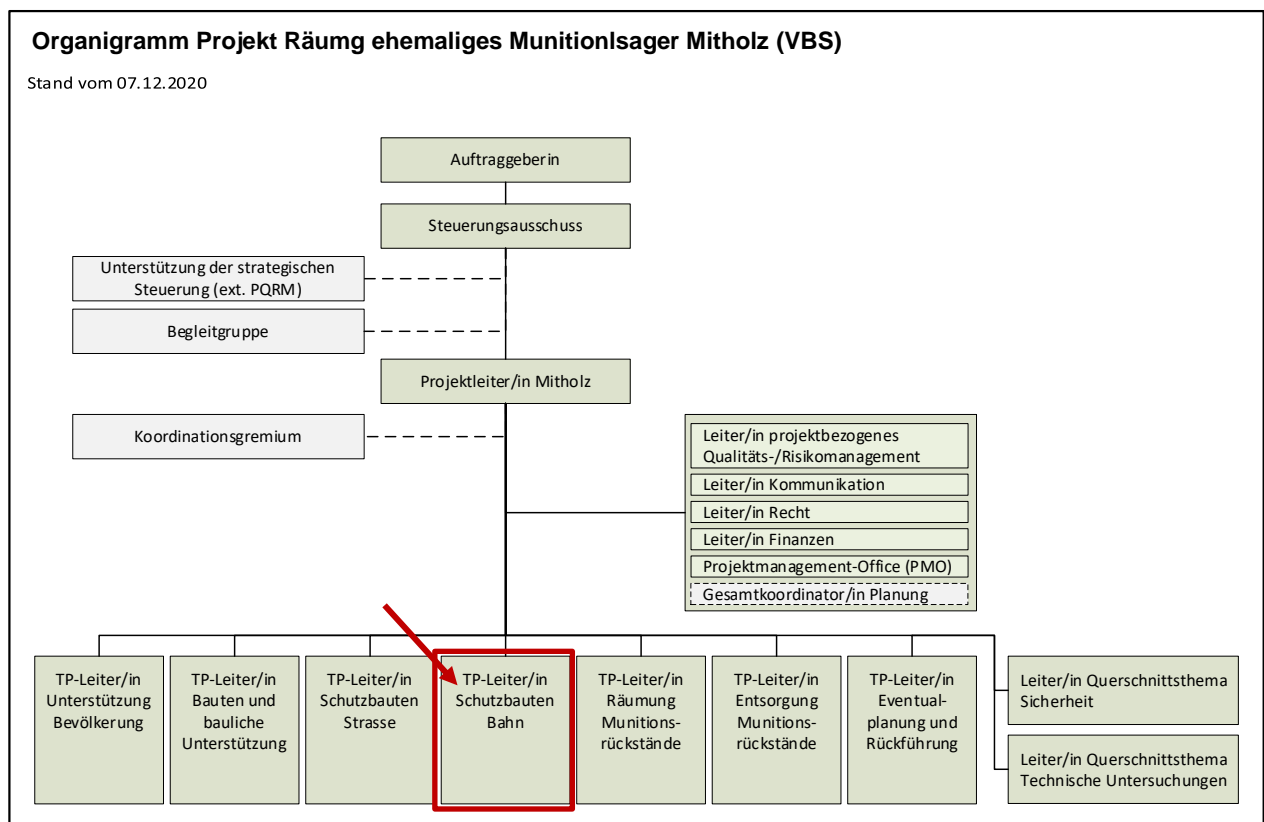 Organigramm Projekt Räumg ehemaliges Munitionlsager Mitholz (VBS)
Stand vom 07.12.2020
Auftraggeberin
Steuerungsausschuss
Unterstützung der strategischen
Steuerung (ext. PQRM)
Begleitgruppe
Projektleiter/in Mitholz
Koordinationsgremium
Leiter/in projektbezogenes
Qualitäts-/Risikomanagement
Leiter/in Kommunikation
Leiter/in Recht
Leiter/in Finanzen
Projektmanagement-Office (PMO)
Gesamtkoordinator/in Planung
TP-Leiter/in
Unterstützung
Bevölkerung
TP-Leiter/in
Bauten und
bauliche
Unterstützung
TP-Leiter/in
Schutzbauten
Strasse
TP-Leiter/in
Schutzbauten
Bahn
TP-Leiter/in
Räumung
Munitions-
rückstände
TP-Leiter/in
Entsorgung
Munitions-
rückstände
TP-Leiter/in
Eventual-
planung und
Rückführung
Leiter/in Querschnittsthema
Sicherheit
Leiter/in Querschnittsthema
Technische Untersuchungen